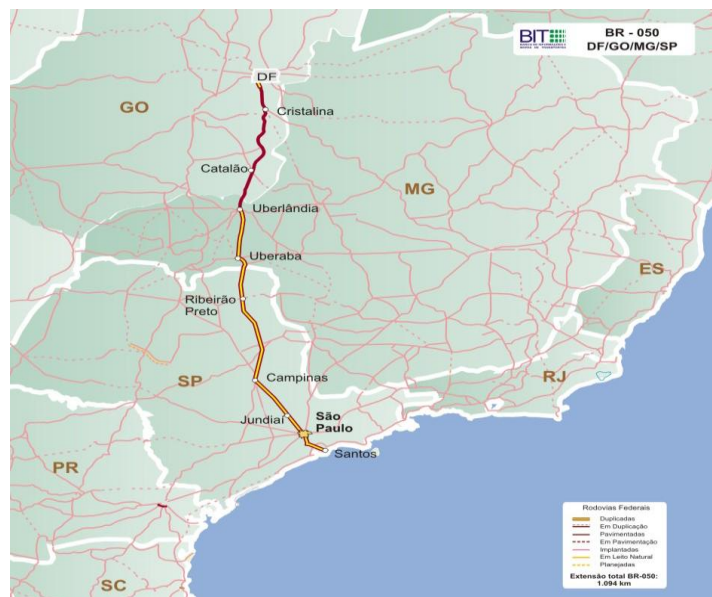 BIT
BR - 050
DF/GO/MG/SP
DF
GO
Cristalina
Catalão
MG
Uberlândia
Uberaba
ES
Ribeirão
Preto
SP
Campinas
RJ
Jundiaí
São
Paulo
Santos
PR
SC
Rodovias Federais
Duplicadas
Em Duplicação
Pavimentadas
Em Pavimentação
Implantadas
Em Leito Natural
Planejadas
Extensão total BR-050:
1.094 km